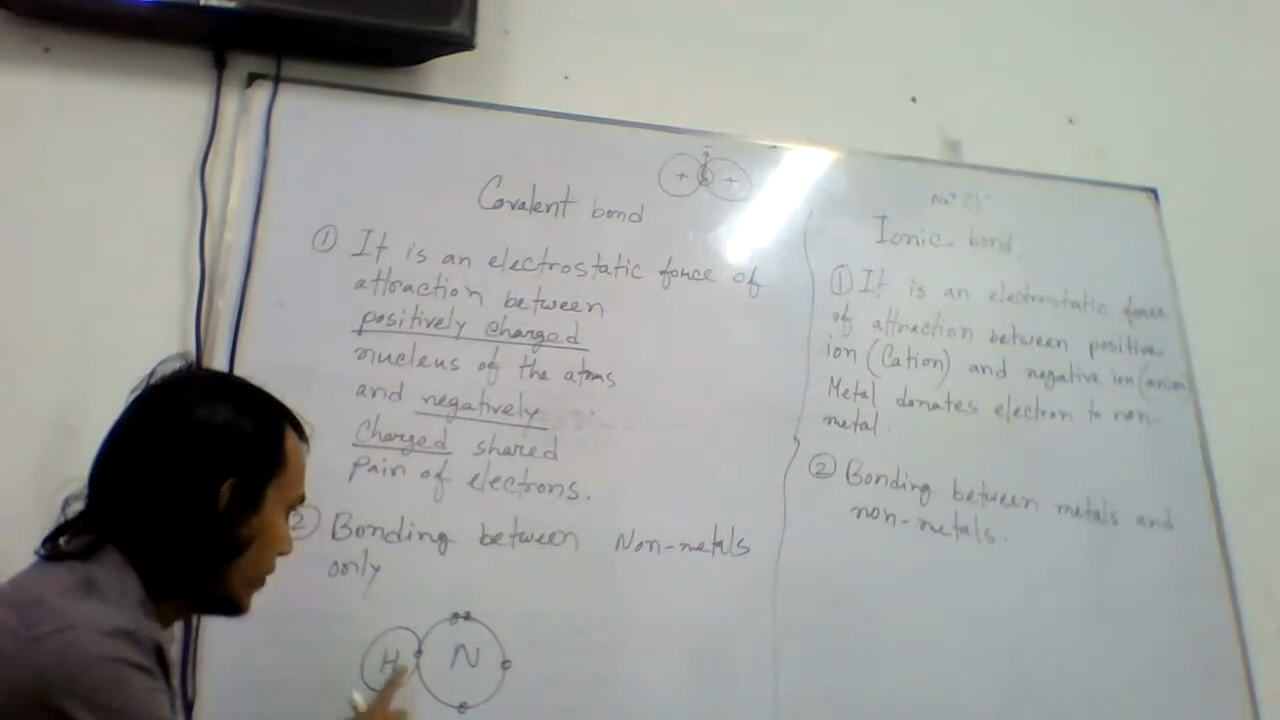 + +
Covalent bond
① It is an electrostatic force of
attraction between
positively charged
nucleus of the atoms
and negatively
charged shared
pair of electrons.
② Bonding between Non-metals
only
H N
Ionic bond
① It is an electrostatic force
of attraction between positive
ion (Cation) and negative ion (anion)
Metal donates electron to non-
metal.
② Bonding between metals and
non-metals.